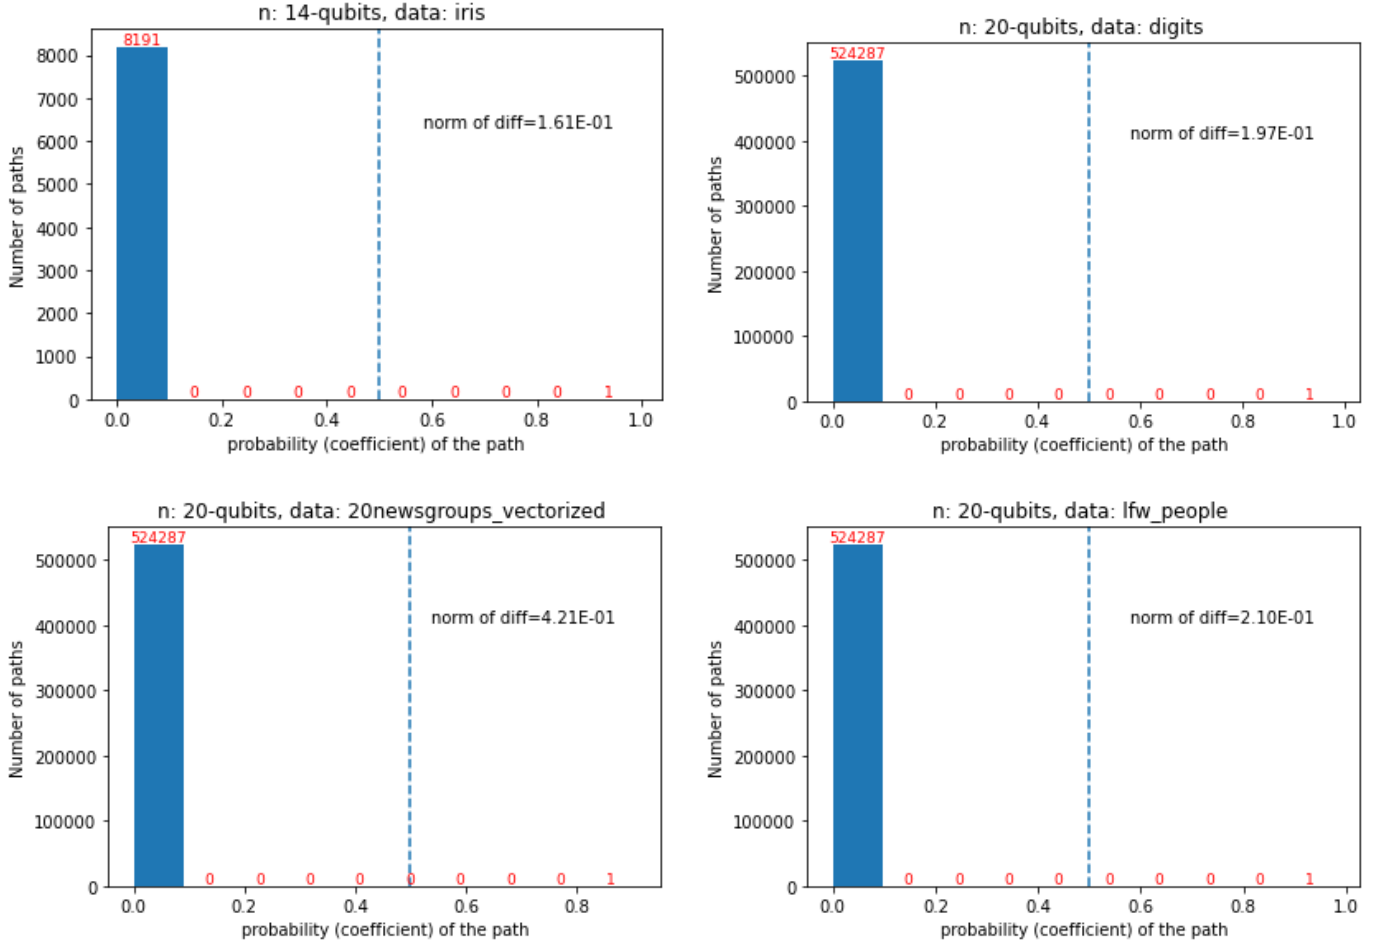 n: 14-qubits, data: iris
8191
norm of diff=1.61E-01
Number of paths
8000
7000
6000
5000
4000
3000
2000
1000
0
0 0 0 0 0 0 0 0 1
0.0 0.2 0.4 0.6 0.8 1.0
probability (coefficient) of the path
n: 20-qubits, data: digits
524287
norm of diff=1.97E-01
Number of paths
500000
400000
300000
200000
100000
0
0 0 0 0 0 0 0 0 1
0.0 0.2 0.4 0.6 0.8 1.0
probability (coefficient) of the path
n: 20-qubits, data: 20newsgroups_vectorized
524287
norm of diff=4.21E-01
Number of paths
500000
400000
300000
200000
100000
0
0 0 0 0 0 0 0 0 1
0.0 0.2 0.4 0.6 0.8
probability (coefficient) of the path
n: 20-qubits, data: lfw_people
524287
norm of diff=2.10E-01
Number of paths
500000
400000
300000
200000
100000
0
0 0 0 0 0 0 0 0 1
0.0 0.2 0.4 0.6 0.8 1.0
probability (coefficient) of the path